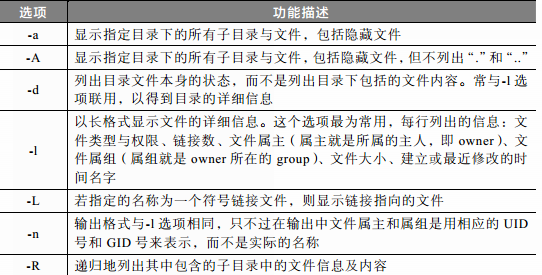 选项 功能描述
-a 显示指定目录下的所有子目录与文件，包括隐藏文件
-A 显示指定目录下的所有子目录与文件，包括隐藏文件，但不列出“.”和“..”
-d 列出目录文件本身的状态，而不是列出目录下包括的文件内容。常与-l 选
项联用，以得到目录的详细信息
以长格式显示文件的详细信息。这个选项最为常用，每行列出的信息：文
-l 件类型与权限、链接数、文件属主（属主就是所属的主人，即 owner）、文
件属组（属组就是 owner 所在的 group）、文件大小、建立或最近修改的时
间名字
-L 若指定的名称为一个符号链接文件，则显示链接指向的文件
-n 输出格式与-l 选项相同，只不过在输出中文件属主和属组是用相应的 UID
号和 GID 号来表示，而不是实际的名称
-R 递归地列出其中包含的子目录中的文件信息及内容